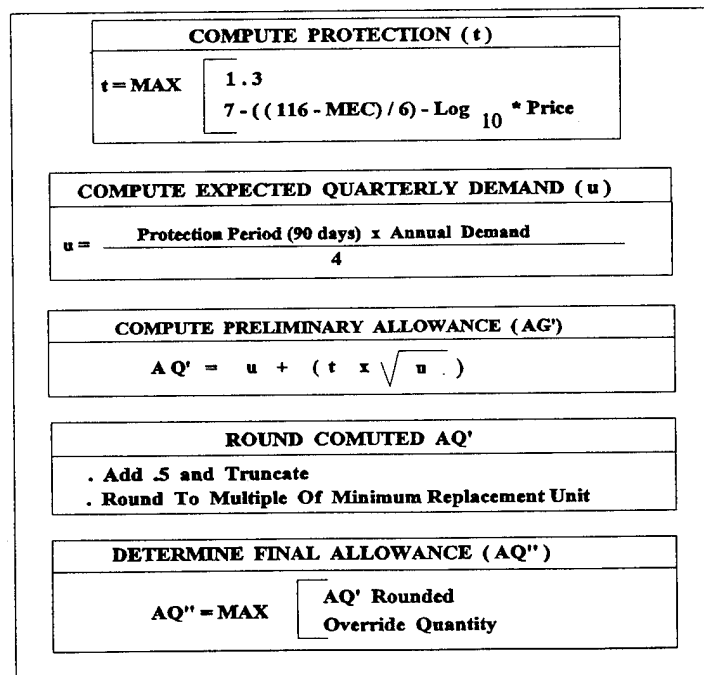 COMPUTE PROTECTION (t)
t = MAX
1.3
7 - ((116 - MEC) / 6) - Log 10 * Price
COMPUTE EXPECTED QUARTERLY DEMAND (u)
u = Protection Period (90 days) x Annual Demand
4
COMPUTE PRELIMINARY ALLOWANCE (AG')
AQ' = u + (t x √u)
ROUND COMUTED AQ'
. Add .5 and Truncate
. Round To Multiple Of Minimum Replacement Unit
DETERMINE FINAL ALLOWANCE (AQ'')
AQ'' = MAX
AQ' Rounded
Override Quantity